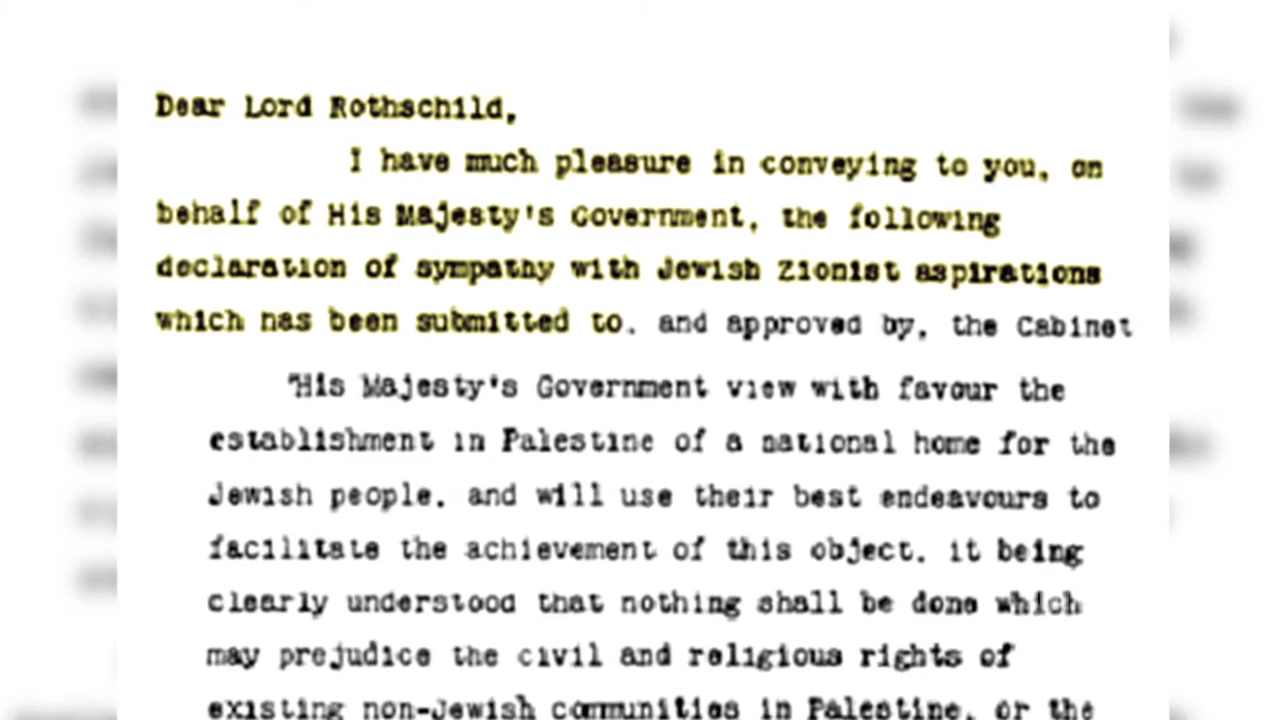 Dear Lord Rothschild,
I have much pleasure in conveying to you, on
behalf of His Majesty's Government, the following
declaration of sympathy with Jewish Zionist aspirations
which has been submitted to, and approved by, the Cabinet
"His Majesty's Government view with favour the
establishment in Palestine of a national home for the
Jewish people, and will use their best endeavours to
facilitate the achievement of this object, it being
clearly understood that nothing shall be done which
may prejudice the civil and religious rights of
existing non-Jewish communities in Palestine, or the